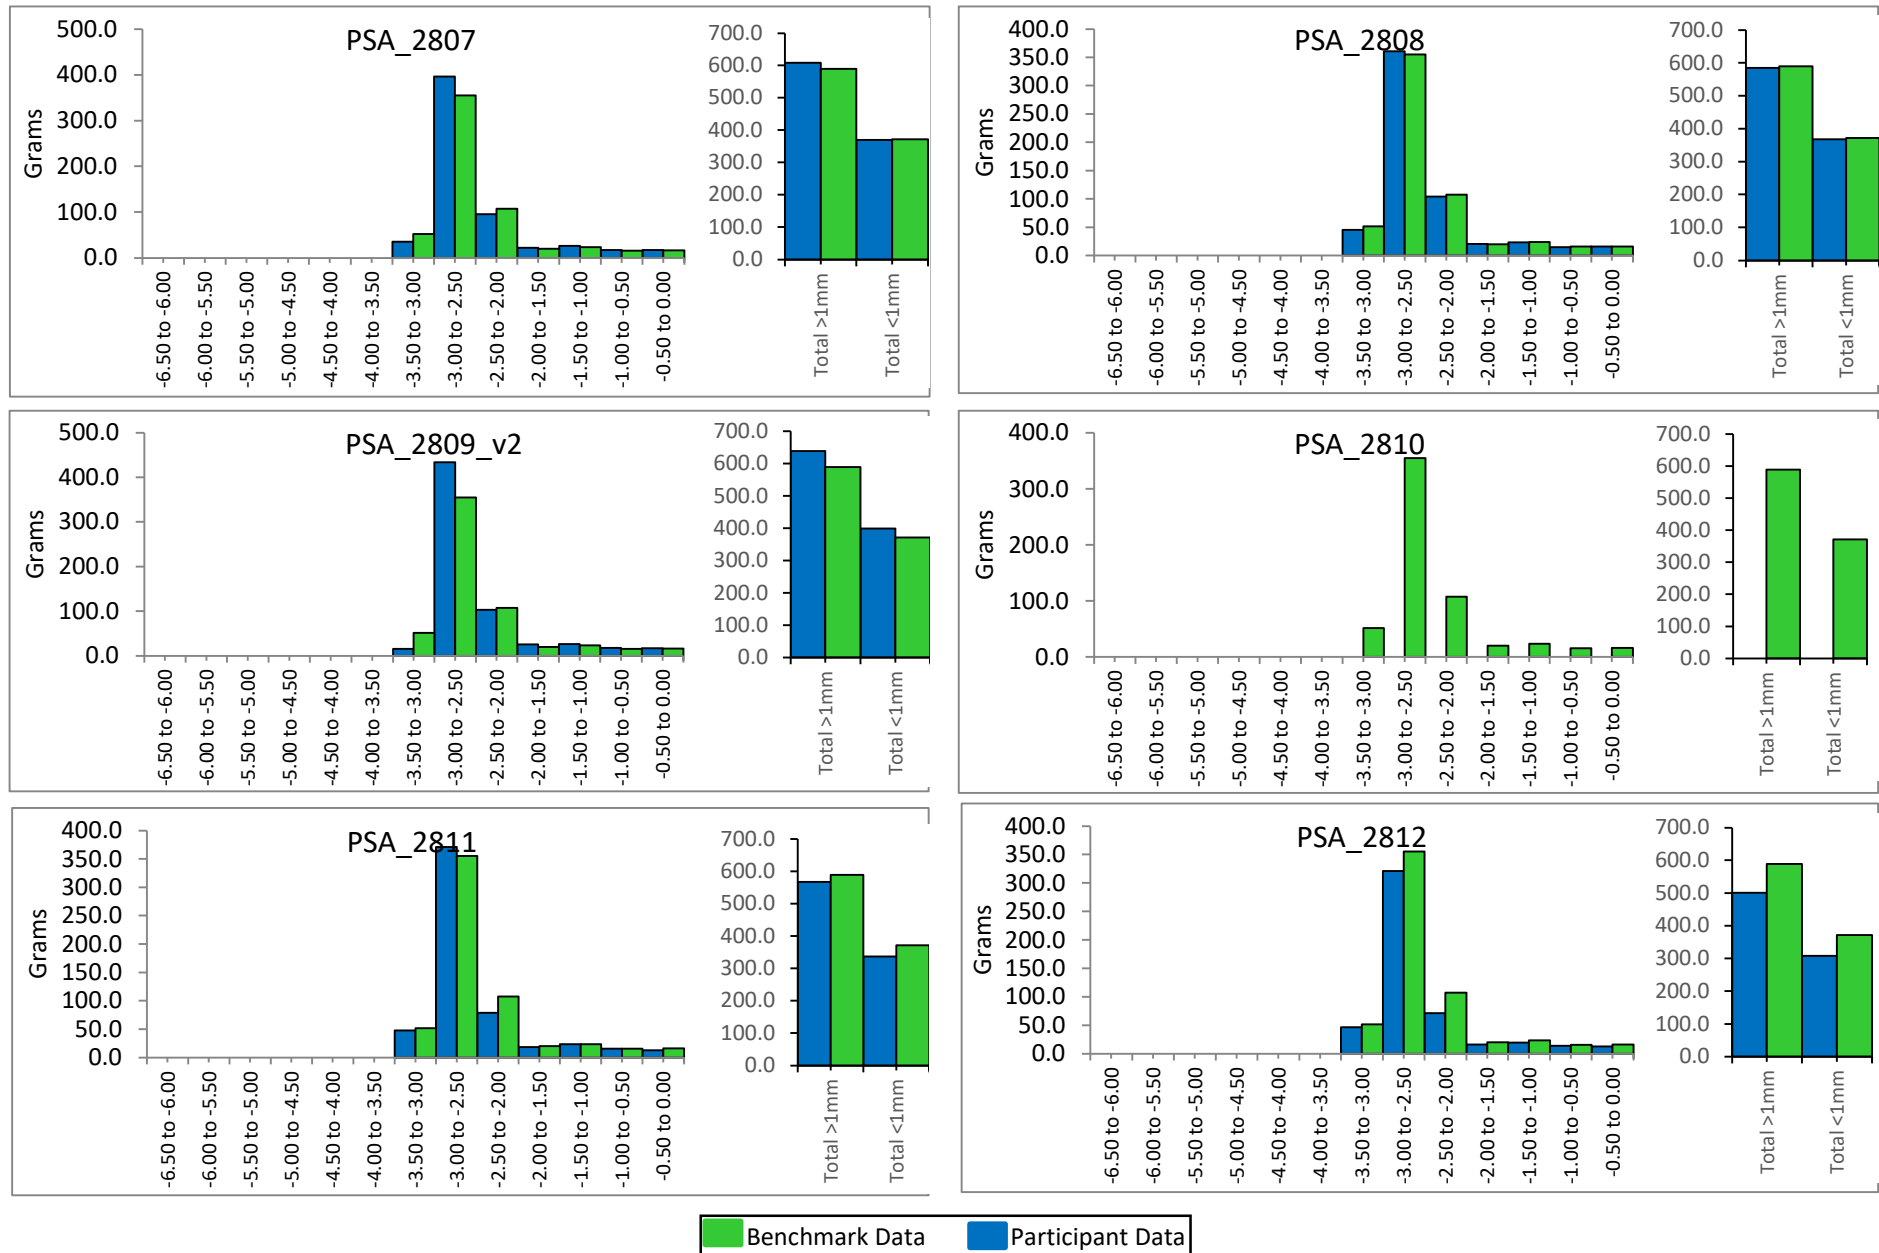 PSA_2807
Grams
500.0
400.0
300.0
200.0
100.0
0.0
-6.50 to -6.00
-6.00 to -5.50
-5.50 to -5.00
-5.00 to -4.50
-4.50 to -4.00
-4.00 to -3.50
-3.50 to -3.00
-3.00 to -2.50
-2.50 to -2.00
-2.00 to -1.50
-1.50 to -1.00
-1.00 to -0.50
-0.50 to 0.00
700.0
600.0
500.0
400.0
300.0
200.0
100.0
0.0
Total >1mm
Total <1mm
PSA_2808
Grams
400.0
350.0
300.0
250.0
200.0
150.0
100.0
50.0
0.0
-6.50 to -6.00
-6.00 to -5.50
-5.50 to -5.00
-5.00 to -4.50
-4.50 to -4.00
-4.00 to -3.50
-3.50 to -3.00
-3.00 to -2.50
-2.50 to -2.00
-2.00 to -1.50
-1.50 to -1.00
-1.00 to -0.50
-0.50 to 0.00
700.0
600.0
500.0
400.0
300.0
200.0
100.0
0.0
Total >1mm
Total <1mm
PSA_2809_v2
Grams
500.0
400.0
300.0
200.0
100.0
0.0
-6.50 to -6.00
-6.00 to -5.50
-5.50 to -5.00
-5.00 to -4.50
-4.50 to -4.00
-4.00 to -3.50
-3.50 to -3.00
-3.00 to -2.50
-2.50 to -2.00
-2.00 to -1.50
-1.50 to -1.00
-1.00 to -0.50
-0.50 to 0.00
700.0
600.0
500.0
400.0
300.0
200.0
100.0
0.0
Total >1mm
Total <1mm
PSA_2810
Grams
400.0
300.0
200.0
100.0
0.0
-6.50 to -6.00
-6.00 to -5.50
-5.50 to -5.00
-5.00 to -4.50
-4.50 to -4.00
-4.00 to -3.50
-3.50 to -3.00
-3.00 to -2.50
-2.50 to -2.00
-2.00 to -1.50
-1.50 to -1.00
-1.00 to -0.50
-0.50 to 0.00
700.0
600.0
500.0
400.0
300.0
200.0
100.0
0.0
Total >1mm
Total <1mm
PSA_2811
Grams
400.0
350.0
300.0
250.0
200.0
150.0
100.0
50.0
0.0
-6.50 to -6.00
-6.00 to -5.50
-5.50 to -5.00
-5.00 to -4.50
-4.50 to -4.00
-4.00 to -3.50
-3.50 to -3.00
-3.00 to -2.50
-2.50 to -2.00
-2.00 to -1.50
-1.50 to -1.00
-1.00 to -0.50
-0.50 to 0.00
700.0
600.0
500.0
400.0
300.0
200.0
100.0
0.0
Total >1mm
Total <1mm
PSA_2812
Grams
400.0
350.0
300.0
250.0
200.0
150.0
100.0
50.0
0.0
-6.50 to -6.00
-6.00 to -5.50
-5.50 to -5.00
-5.00 to -4.50
-4.50 to -4.00
-4.00 to -3.50
-3.50 to -3.00
-3.00 to -2.50
-2.50 to -2.00
-2.00 to -1.50
-1.50 to -1.00
-1.00 to -0.50
-0.50 to 0.00
700.0
600.0
500.0
400.0
300.0
200.0
100.0
0.0
Total >1mm
Total <1mm
Benchmark Data
Participant Data